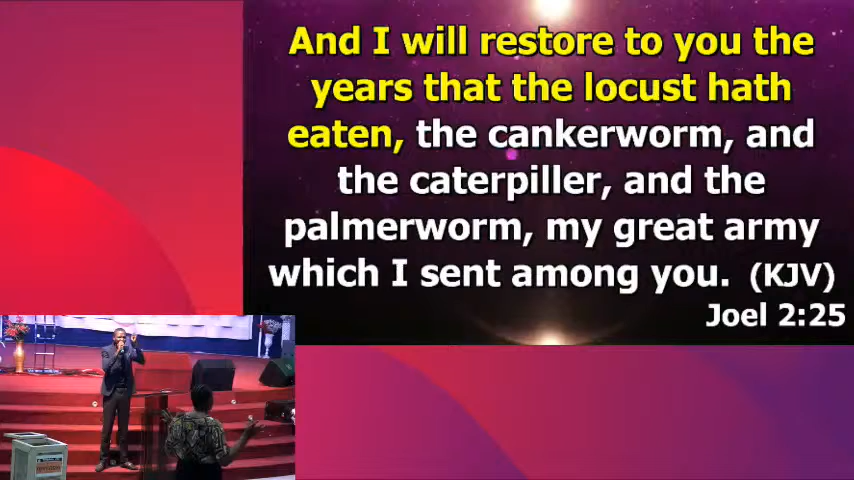 And I will restore to you the
years that the locust hath
eaten, the cankerworm, and
the caterpiller, and the
palmerworm, my great army
which I sent among you. (KJV)
Joel 2:25